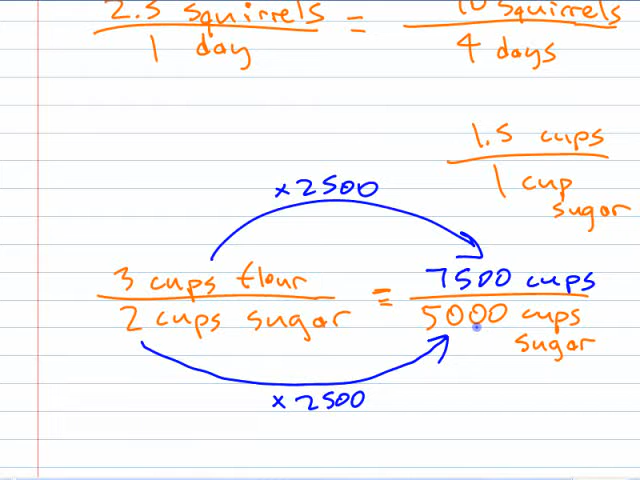 2.5 squirrels = 10 squirrels
1 day 4 days
1.5 cups
1 cup
sugar
x2500
3 cups flour = 7500 cups
2 cups sugar 5000 cups
sugar
x2500